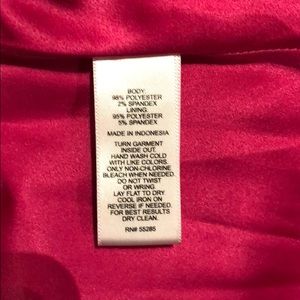 BODY:
98% POLYESTER
2% SPANDEX
LINING:
95% POLYESTER
5% SPANDEX
MADE IN INDONESIA
TURN GARMENT
INSIDE OUT.
HAND WASH COLD
WITH LIKE COLORS.
ONLY NON-CHLORINE
BLEACH WHEN NEEDED.
DO NOT TWIST
OR WRING.
LAY FLAT TO DRY
COOL IRON ON
REVERSE IF NEEDED.
FOR BEST RESULTS
DRY CLEAN.
RN# 55285